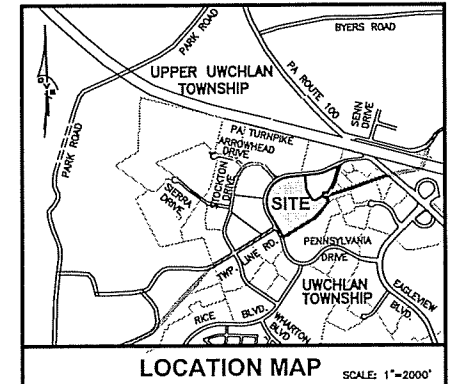 PARK ROAD
BYERS ROAD
UPPER UWCHLAN
TOWNSHIP
PA ROUTE 100
SENN
DRIVE
PARK ROAD
PA. TURNPIKE
ARROWHEAD
DRIVE
STOCKTON
DRIVE
SIERRA
DRIVE
SITE
TWP. LINE RD.
PENNSYLVANIA
DRIVE
UWCHLAN
TOWNSHIP
EAGLEVIEW
BLVD.
RICE BLVD.
WHARTON
BLVD
LOCATION MAP
SCALE: 1"=2000'